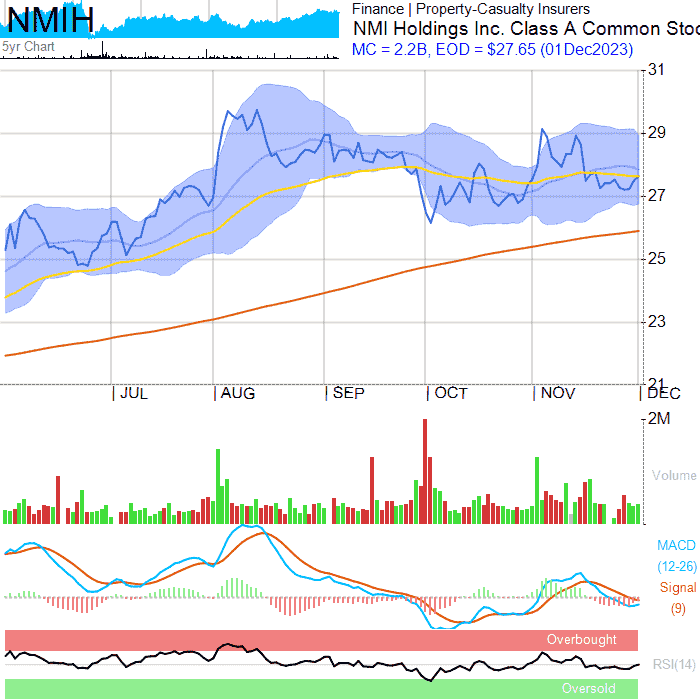 NMIH
5yr Chart
Finance | Property-Casualty Insurers
NMI Holdings Inc. Class A Common Stoc
MC = 2.2B, EOD = $27.65 (01Dec2023)
31
29
27
25
23
21
JUL AUG SEP OCT NOV DEC
2M
Volume
MACD
(12-26)
Signal
(9)
Overbought
RSI(14)
Oversold